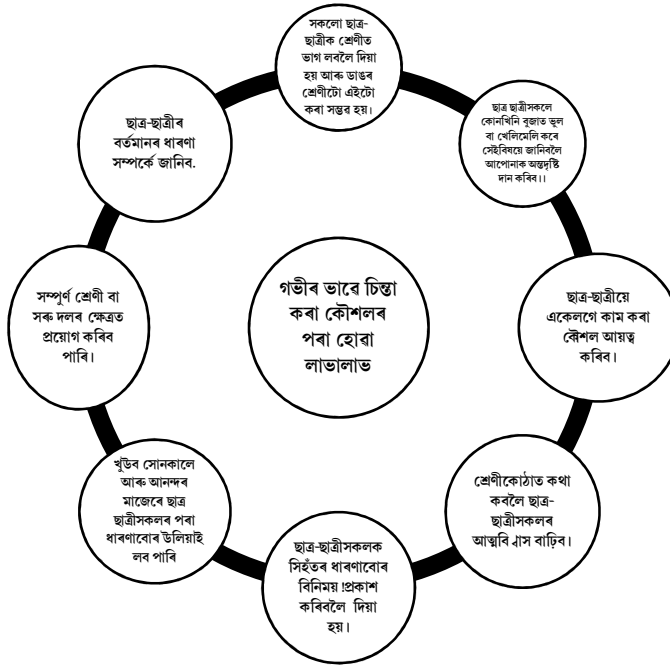 সকলো ছাত্ৰ-
ছাত্ৰীক শ্ৰেণীত
ভাগ লবলৈ দিয়া
হয় আৰু ডাঙৰ
শ্ৰেণীটো এইটো
কৰা সম্ভৱ হয়।
ছাত্ৰ ছাত্ৰীসকলে
কোনখিনি বুজাত ভুল
বা খেলিমেলি কৰে
সেইবিষয়ে জানিবলৈ
আপোনাক অন্তদৃষ্টি
দান কৰিব।।
ছাত্ৰ-ছাত্ৰীয়ে
একেলগে কাম কৰা
কৌশল আয়ত্ব
কৰিব।
শ্ৰেণীকোঠাত কথা
কবলৈ ছাত্ৰ-
ছাত্ৰীসকলৰ
আত্মবি ্বাস বাঢ়িব।
ছাত্ৰ-ছাত্ৰীসকলক
সিহঁতৰ ধাৰণাবোৰ
বিনিময় !প্ৰকাশ
কৰিবলৈ দিয়া
হয়।
খুউব সোনকালে
আৰু আনন্দৰ
মাজেৰে ছাত্ৰ
ছাত্ৰীসকলৰ পৰা
ধাৰণাবোৰ উলিয়াই
লব পাৰি
সম্পুৰ্ণ শ্ৰেণী বা
সৰু দলৰ ক্ষেত্ৰত
প্ৰয়োগ কৰিব
পাৰি।
ছাত্ৰ-ছাত্ৰীৰ
বৰ্তমানৰ ধাৰণা
সম্পৰ্কে জানিব.
গভীৰ ভাৱে চিন্তা
কৰা কৌশলৰ
পৰা হোৱা
লাভালাভ